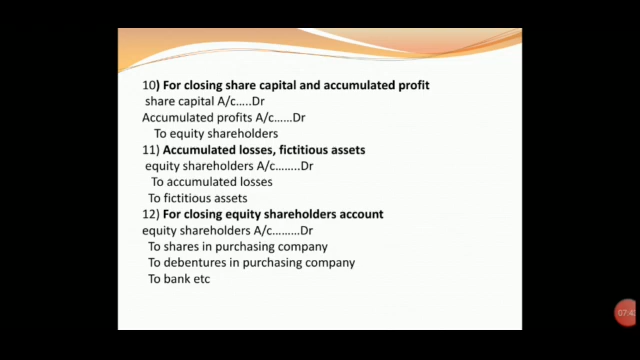 10) For closing share capital and accumulated profit
share capital A/c.....Dr
Accumulated profits A/c......Dr
To equity shareholders
11) Accumulated losses, fictitious assets
equity shareholders A/c........Dr
To accumulated losses
To fictitious assets
12) For closing equity shareholders account
equity shareholders A/c.........Dr
To shares in purchasing company
To debentures in purchasing company
To bank etc